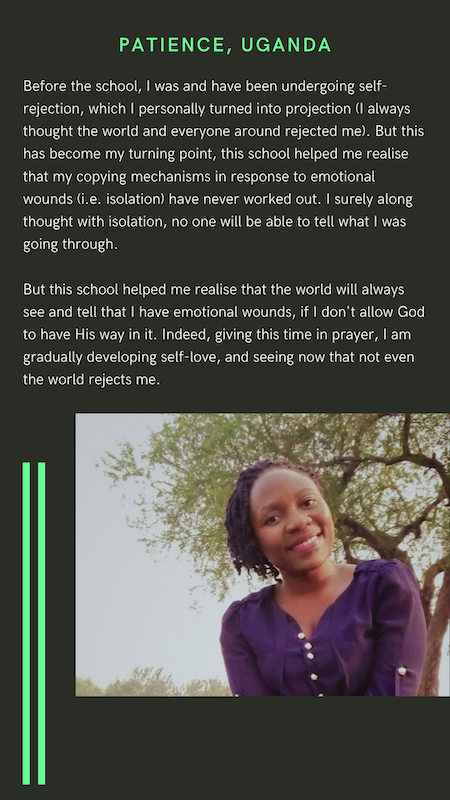 PATIENCE, UGANDA
Before the school, I was and have been undergoing self-
rejection, which I personally turned into projection (I always
thought the world and everyone around rejected me). But this
has become my turning point, this school helped me realise
that my copying mechanisms in response to emotional
wounds (i.e. isolation) have never worked out. I surely along
thought with isolation, no one will be able to tell what I was
going through.
But this school helped me realise that the world will always
see and tell that I have emotional wounds, if I don't allow God
to have His way in it. Indeed, giving this time in prayer, I am
gradually developing self-love, and seeing now that not even
the world rejects me.